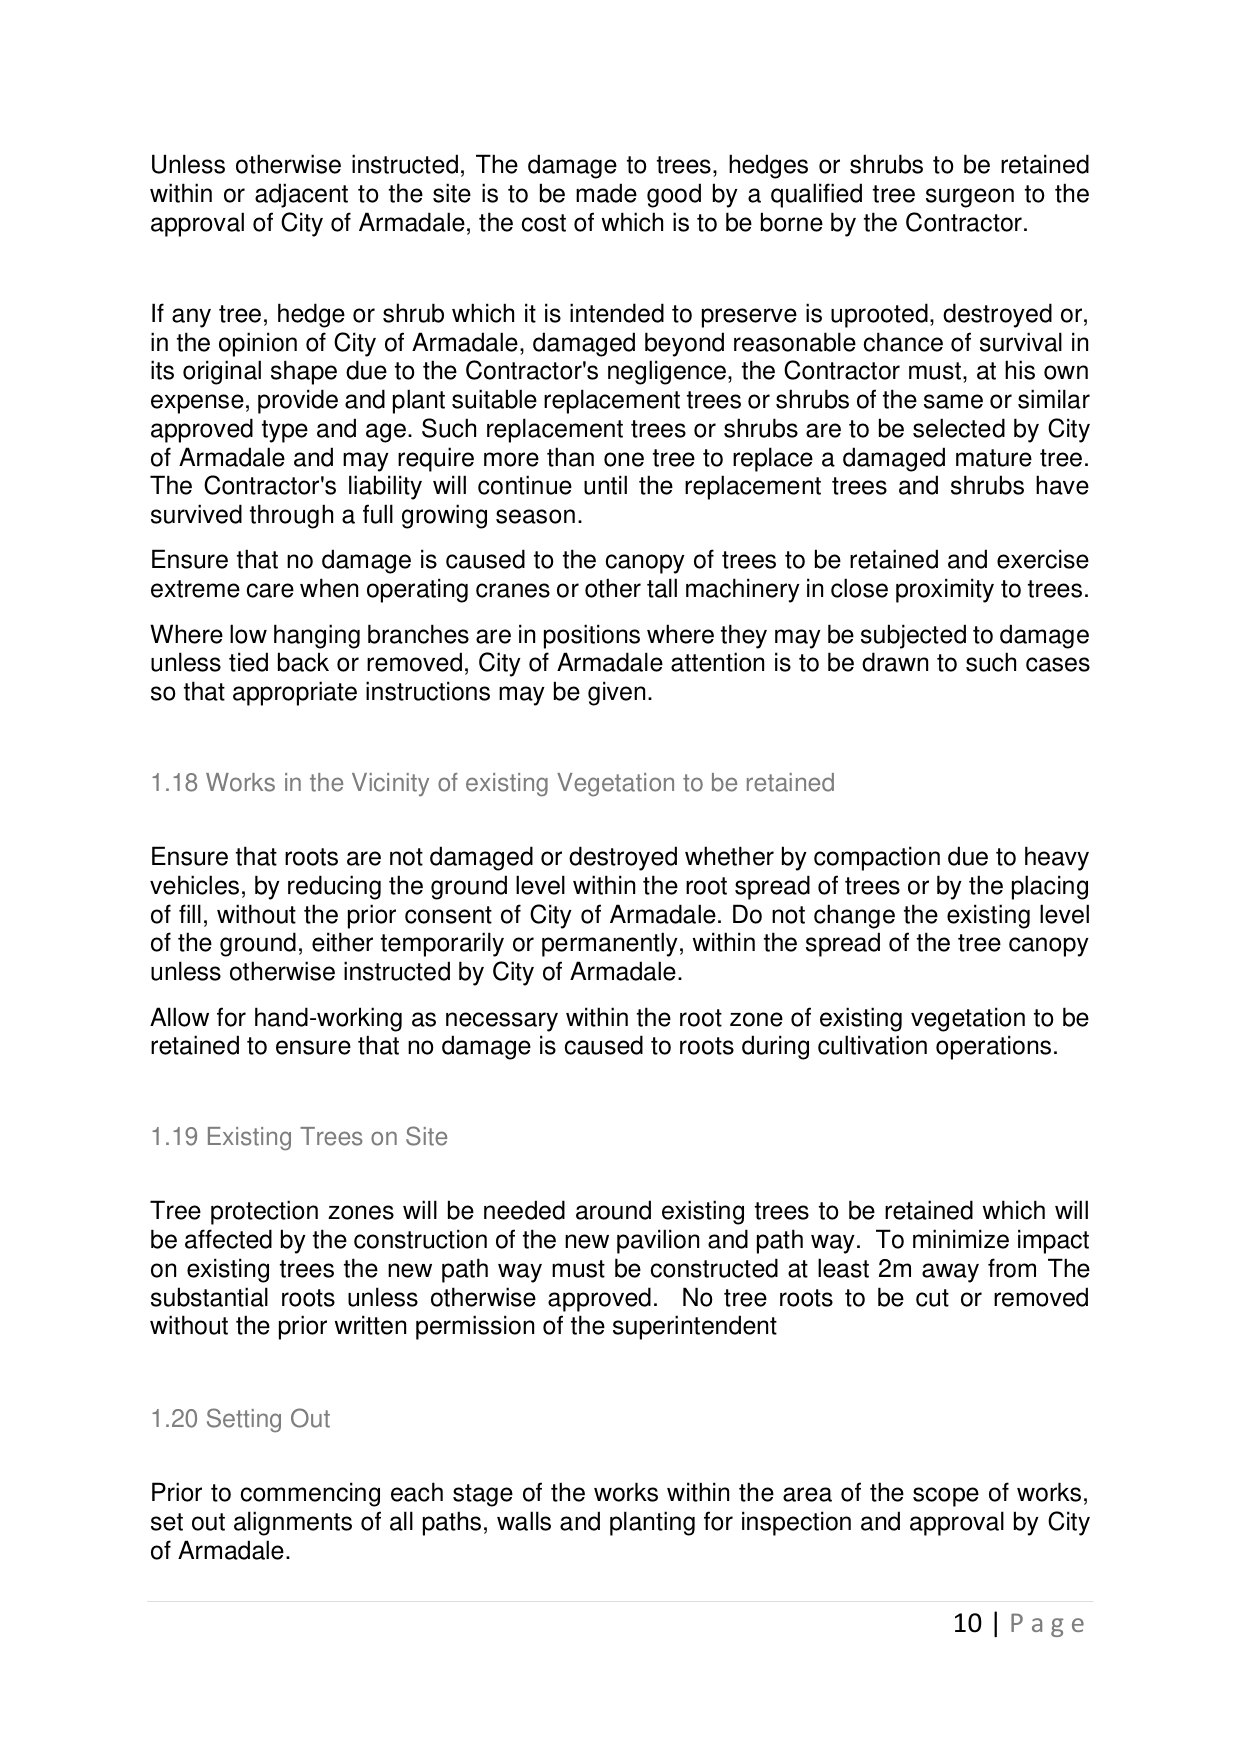 Unless otherwise instructed, The damage to trees, hedges or shrubs to be retained
within or adjacent to the site is to be made good by a qualified tree surgeon to the
approval of City of Armadale, the cost of which is to be borne by the Contractor.
If any tree, hedge or shrub which it is intended to preserve is uprooted, destroyed or,
in the opinion of City of Armadale, damaged beyond reasonable chance of survival in
its original shape due to the Contractor's negligence, the Contractor must, at his own
expense, provide and plant suitable replacement trees or shrubs of the same or similar
approved type and age. Such replacement trees or shrubs are to be selected by City
of Armadale and may require more than one tree to replace a damaged mature tree.
The Contractor's liability will continue until the replacement trees and shrubs have
survived through a full growing season.
Ensure that no damage is caused to the canopy of trees to be retained and exercise
extreme care when operating cranes or other tall machinery in close proximity to trees.
Where low hanging branches are in positions where they may be subjected to damage
unless tied back or removed, City of Armadale attention is to be drawn to such cases
so that appropriate instructions may be given.
1.18 Works in the Vicinity of existing Vegetation to be retained
Ensure that roots are not damaged or destroyed whether by compaction due to heavy
vehicles, by reducing the ground level within the root spread of trees or by the placing
of fill, without the prior consent of City of Armadale. Do not change the existing level
of the ground, either temporarily or permanently, within the spread of the tree canopy
unless otherwise instructed by City of Armadale.
Allow for hand-working as necessary within the root zone of existing vegetation to be
retained to ensure that no damage is caused to roots during cultivation operations.
1.19 Existing Trees on Site
Tree protection zones will be needed around existing trees to be retained which will
be affected by the construction of the new pavilion and path way.  To minimize impact
on existing trees the new path way must be constructed at least 2m away from The
substantial roots unless otherwise approved.  No tree roots to be cut or removed
without the prior written permission of the superintendent
1.20 Setting Out
Prior to commencing each stage of the works within the area of the scope of works,
set out alignments of all paths, walls and planting for inspection and approval by City
of Armadale.
10 | Page